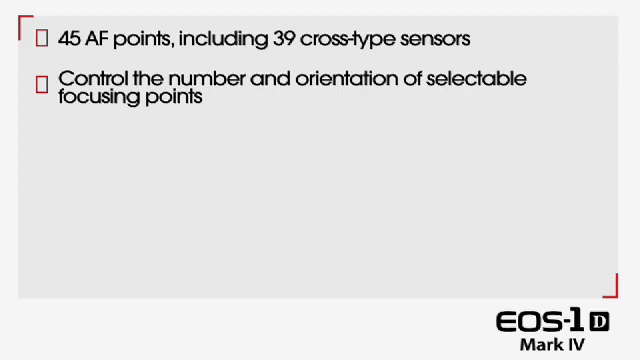 45 AF points, including 39 cross-type sensors
Control the number and orientation of selectable
focusing points
EOS-1D
Mark IV